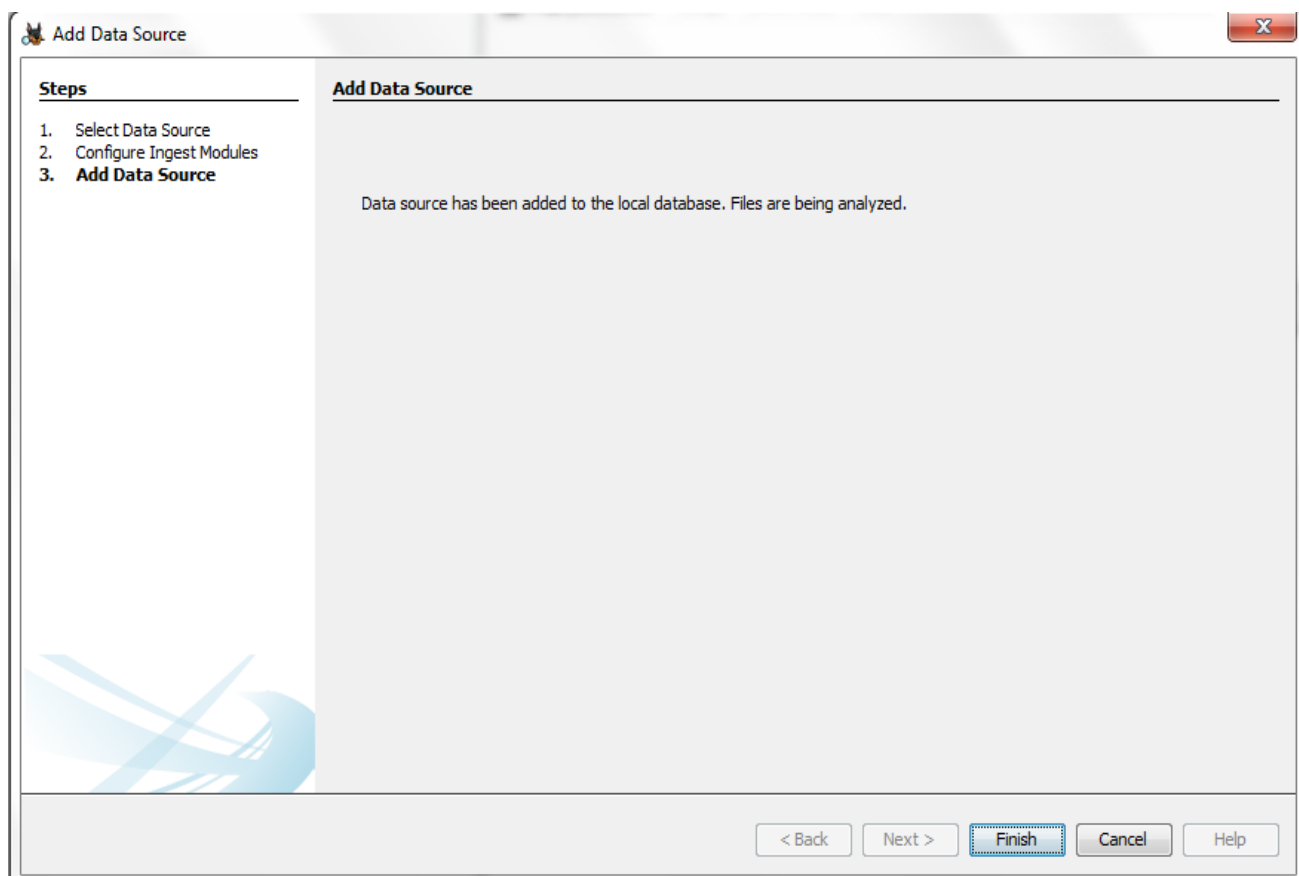 Add Data Source
Steps
1. Select Data Source
2. Configure Ingest Modules
3. Add Data Source
Add Data Source
Data source has been added to the local database. Files are being analyzed.
< Back Next > Finish Cancel Help